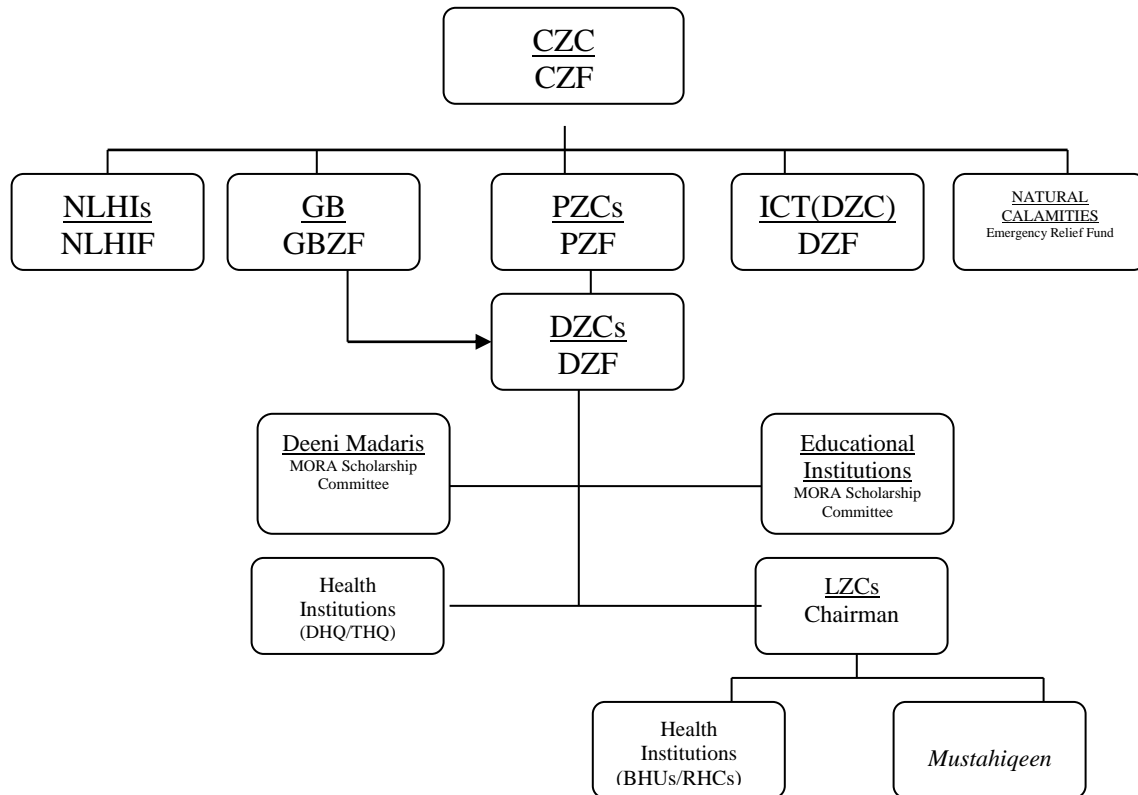 CZC
CZF
NLHIs
NLHIF
GB
GBZF
PZCs
PZF
ICT(DZC)
DZF
NATURAL
CALAMITIES
Emergency Relief Fund
DZCs
DZF
Deeni Madaris
MORA Scholarship
Committee
Educational
Institutions
MORA Scholarship
Committee
Health
Institutions
(DHQ/THQ)
LZCs
Chairman
Health
Institutions
(BHUs/RHCs)
Mustahiqeen